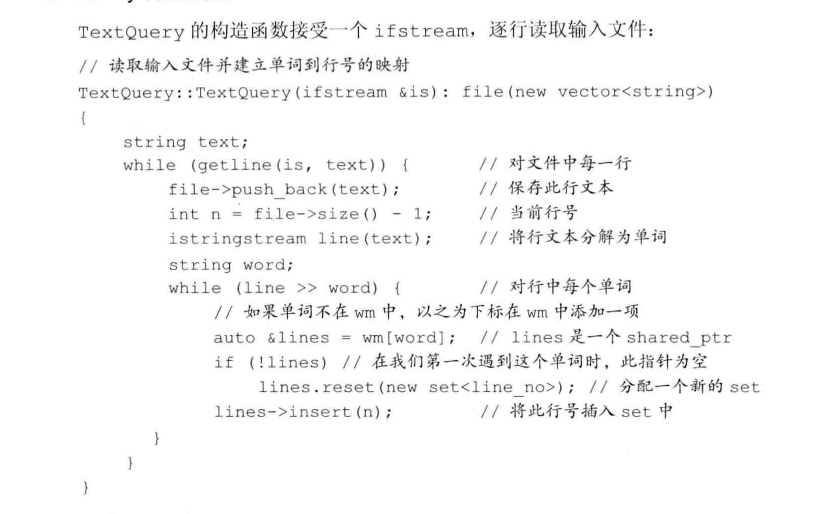 TextQuery 的构造函数接受一个 ifstream，逐行读取输入文件：
// 读取输入文件并建立单词到行号的映射
TextQuery::TextQuery(ifstream &is): file(new vector<string>)
{
    string text;
    while (getline(is, text)) {       // 对文件中每一行
        file->push_back(text);        // 保存此行文本
        int n = file->size() - 1;     // 当前行号
        istringstream line(text);     // 将行文本分解为单词
        string word;
        while (line >> word) {        // 对行中每个单词
            // 如果单词不在 wm 中，以之为下标在 wm 中添加一项
            auto &lines = wm[word];  // lines 是一个 shared_ptr
            if (!lines) // 在我们第一次遇到这个单词时，此指针为空
                lines.reset(new set<line_no>); // 分配一个新的 set
            lines->insert(n);         // 将此行号插入 set 中
        }
    }
}